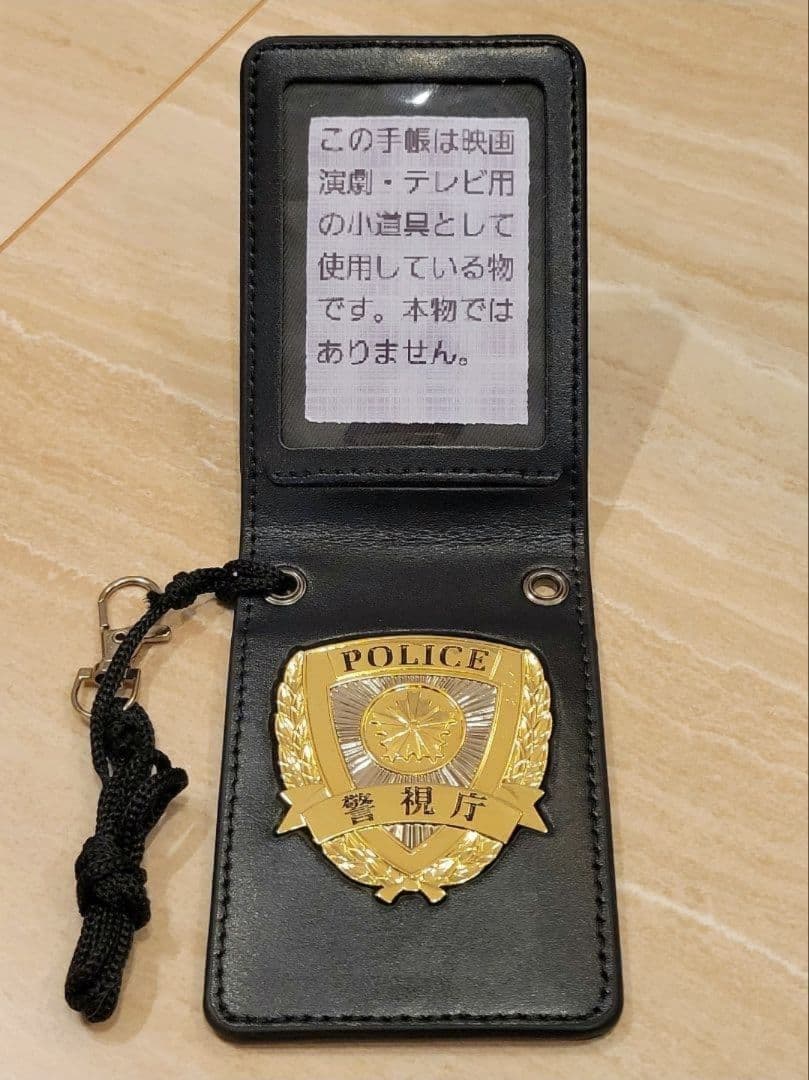 この手帳は映画
演劇・テレビ用
の小道具として
使用している物
です。本物では
ありません。
POLICE
警視庁